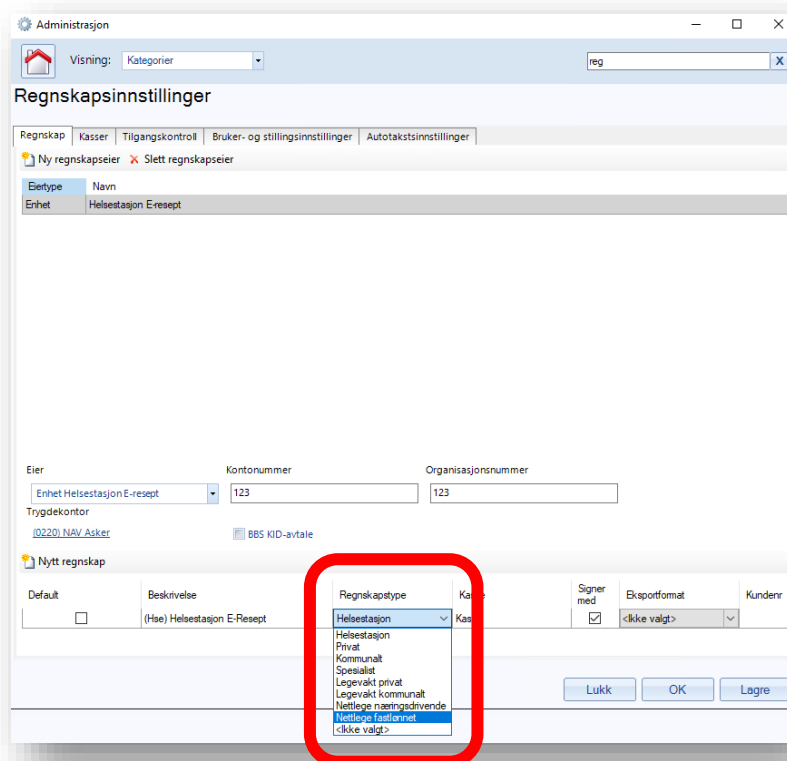 Administrasjon
Visning: Kategorier reg X
Regnskapsinnstillinger
Regnskap Kasser Tilgangskontroll Bruker- og stillingsinnstillinger Autotakstsinnstillinger
Ny regnskapseier Slett regnskapseier
Eiertype Navn
Enhet Helsestasjon E-resept
Eier Kontonummer Organisasjonsnummer
Enhet Helsestasjon E-resept 123 123
Trygdekontor
(0220) NAV Asker BBS KID-avtale
Nytt regnskap
Default Beskrivelse Regnskapstype Signer med Eksportformat Kundenr
(Hse) Helsestasjon E-Resept Helsestasjon <Ikke valgt>
Helsestasjon
Privat
Kommunalt
Spesialist
Legevakt privat
Legevakt kommunalt
Nettlege næringsdrivende
Nettlege fastlønnet
<Ikke valgt>
Lukk OK Lagre